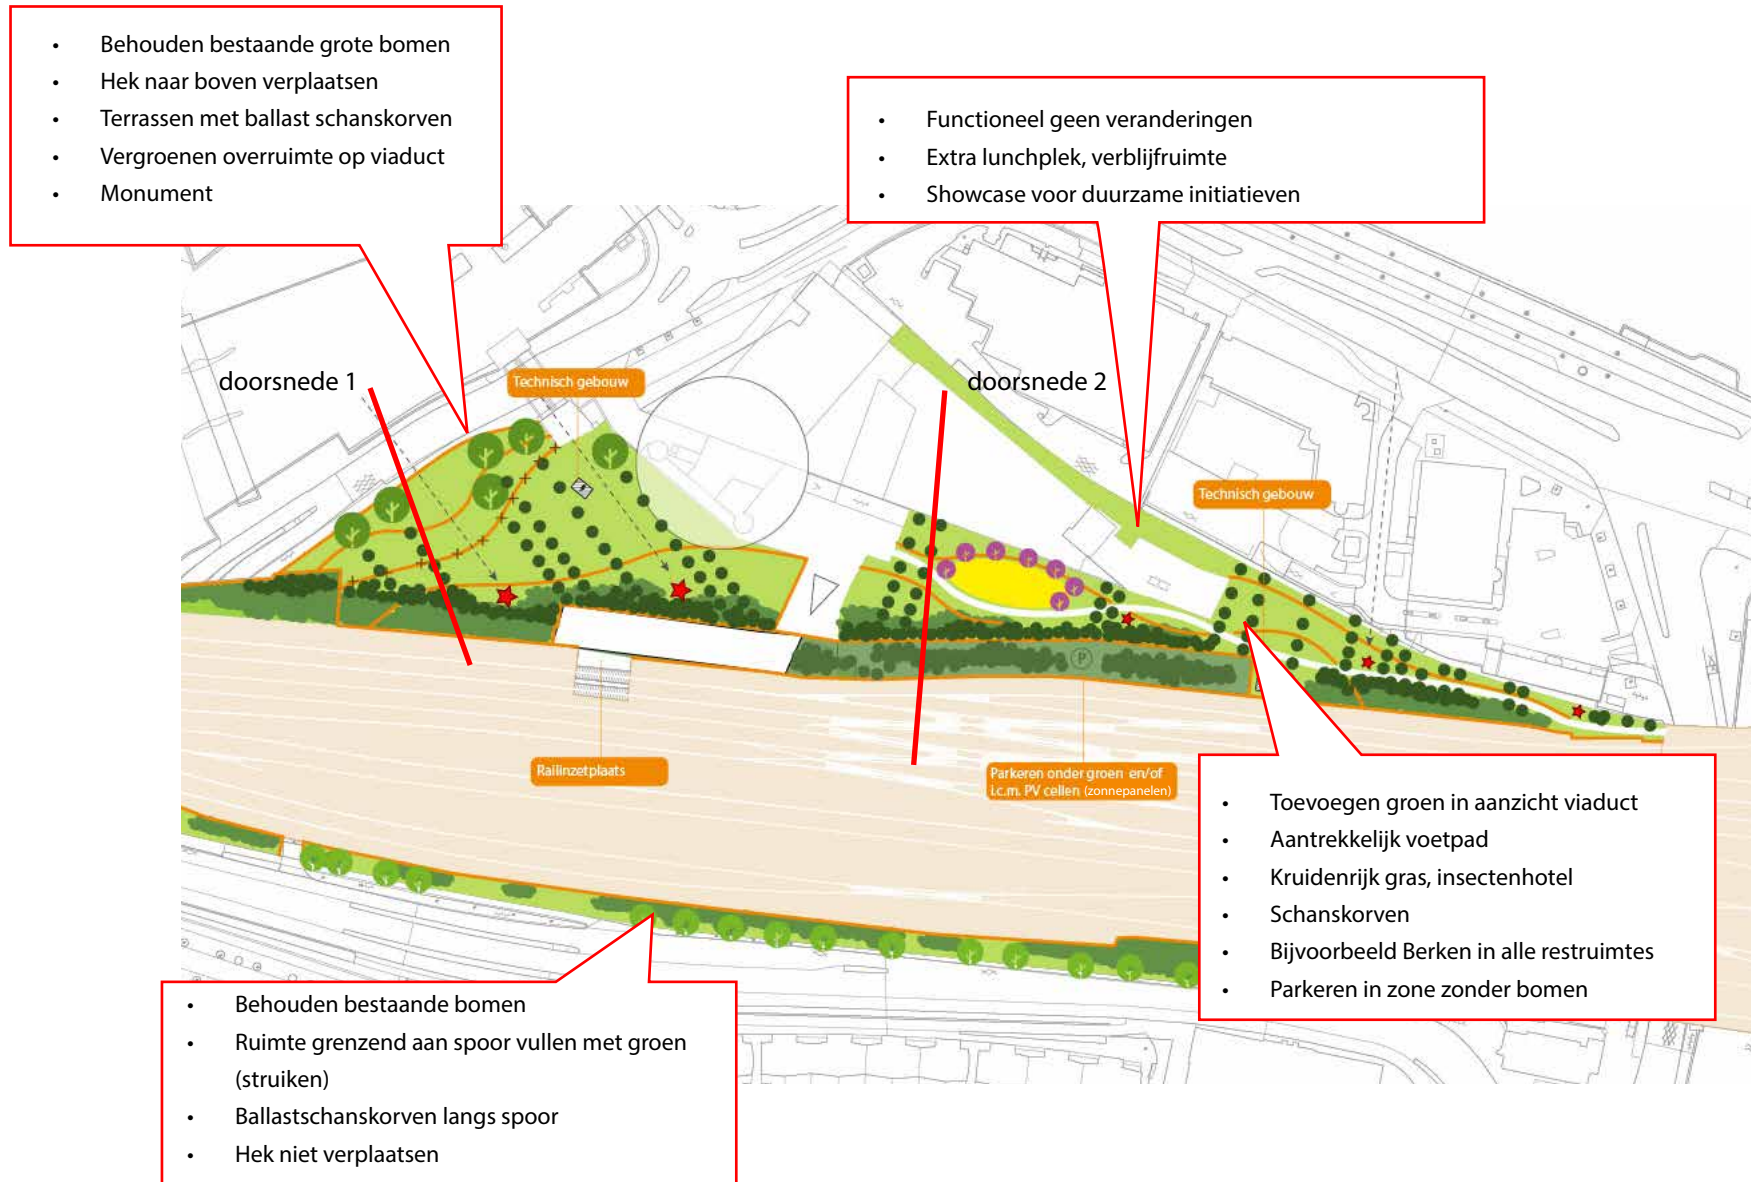 • Behouden bestaande grote bomen
• Hek naar boven verplaatsen
• Terrassen met ballast schanskorven
• Vergroenen overruimte op viaduct
• Monument
• Functioneel geen veranderingen
• Extra lunchplek, verblijfruimte
• Showcase voor duurzame initiatieven
doorsnede 1
Technisch gebouw
doorsnede 2
Technisch gebouw
P
Railinzetplaats
Parkeren onder groen en/of
i.c.m. PV cellen (zonnepanelen)
• Toevoegen groen in aanzicht viaduct
• Aantrekkelijk voetpad
• Kruidenrijk gras, insectenhotel
• Schanskorven
• Bijvoorbeeld Berken in alle restruimtes
• Parkeren in zone zonder bomen
• Behouden bestaande bomen
• Ruimte grenzend aan spoor vullen met groen
(struiken)
• Ballastschanskorven langs spoor
• Hek niet verplaatsen